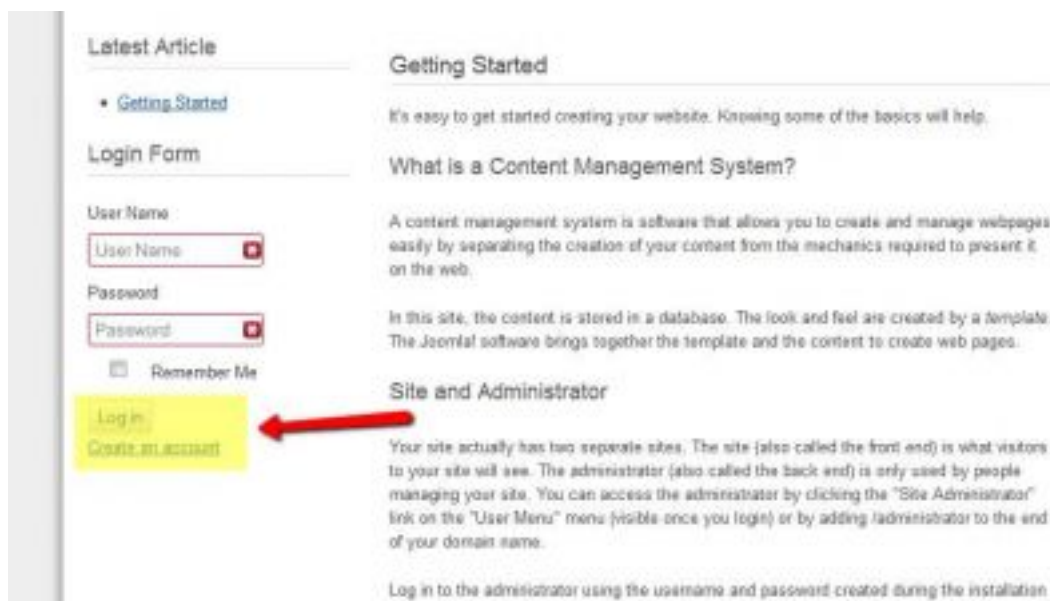 Latest Article
Getting Started
Login Form
User Name
User Name
Password
Password
Remember Me
Log in
Create an account
Getting Started
It's easy to get started creating your website. Knowing some of the basics will help.
What is a Content Management System?
A content management system is software that allows you to create and manage webpages
easily by separating the creation of your content from the mechanics required to present it
on the web.
In this site, the content is stored in a database. The look and feel are created by a template.
The Joomla! software brings together the template and the content to create web pages.
Site and Administrator
Your site actually has two separate sites. The site (also called the front end) is what visitors
to your site will see. The administrator (also called the back end) is only used by people
managing your site. You can access the administrator by clicking the "Site Administrator"
link on the "User Menu" menu (visible once you login) or by adding /administrator to the end
of your domain name.
Log in to the administrator using the username and password created during the installation